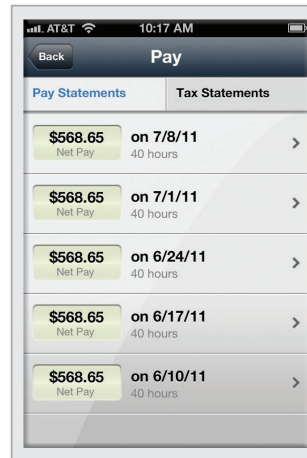 AT&T 10:17 AM
Back Pay
Pay Statements Tax Statements
$568.65 on 7/8/11
Net Pay 40 hours
$568.65 on 7/1/11
Net Pay 40 hours
$568.65 on 6/24/11
Net Pay 40 hours
$568.65 on 6/17/11
Net Pay 40 hours
$568.65 on 6/10/11
Net Pay 40 hours